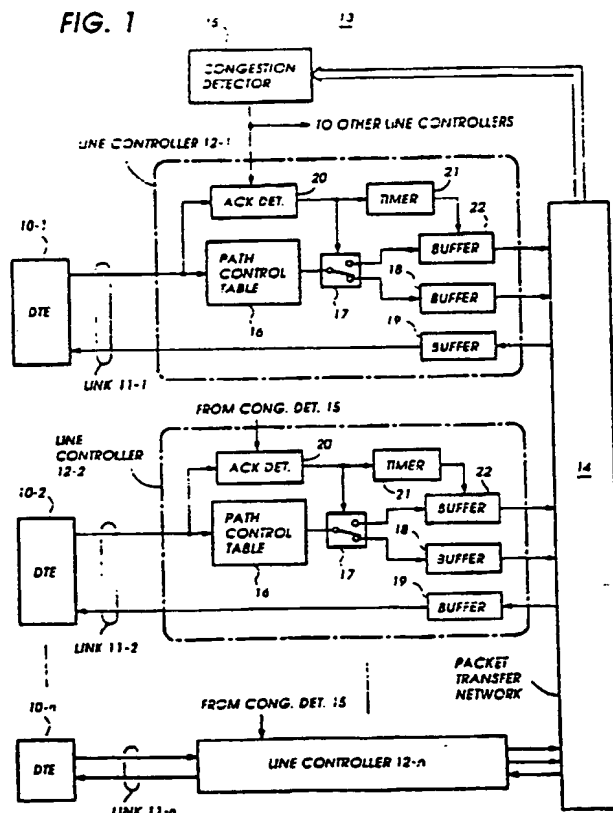 FIG. 1
15
13
CONGESTION
DETECTOR
TO OTHER LINE CONTROLLERS
LINE CONTROLLER 12-1
20
21
ACK DET.
TIMER
22
10-1
BUFFER
PATH
CONTROL
TABLE
18
DTE
17
BUFFER
16
19
BUFFER
LINK 11-1
14
FROM CONG. DET. 15
LINE
CONTROLLER
12-2
20
ACK DET.
TIMER
22
10-2
21
BUFFER
PATH
CONTROL
TABLE
18
DTE
17
BUFFER
16
19
BUFFER
LINK 11-2
PACKET
TRANSFER
NETWORK
10-n
FROM CONG. DET. 15
DTE
LINE CONTROLLER 12-n
LINK 11-n